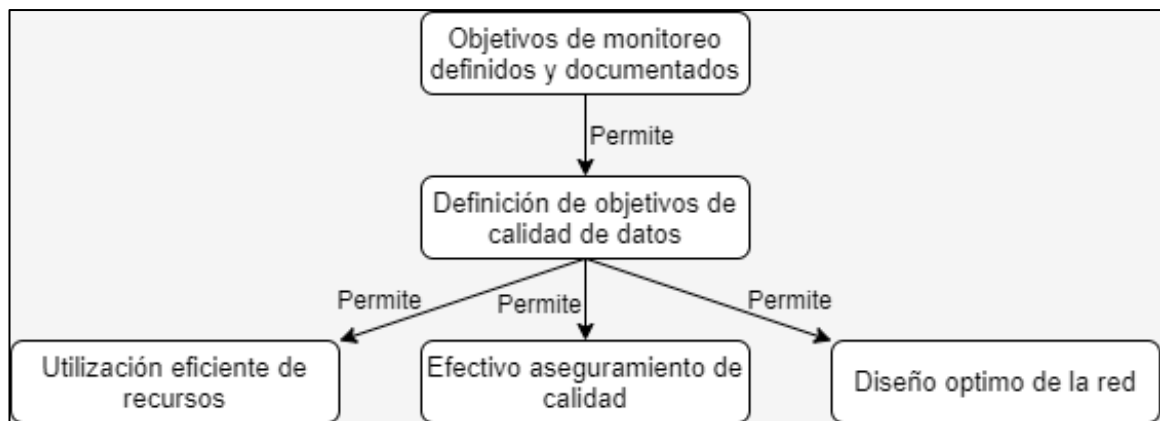 Objetivos de monitoreo
definidos y documentados
Permite
Definición de objetivos de
calidad de datos
Permite
Permite
Permite
Utilización eficiente de
recursos
Efectivo aseguramiento de
calidad
Diseño optimo de la red